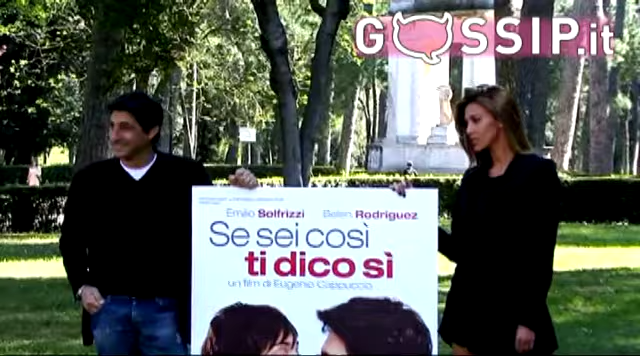 GOSSIP.it
Emilio Solfrizzi Belen Rodriguez
Se sei così
ti dico sì
un film di Eugenio Cappuccio